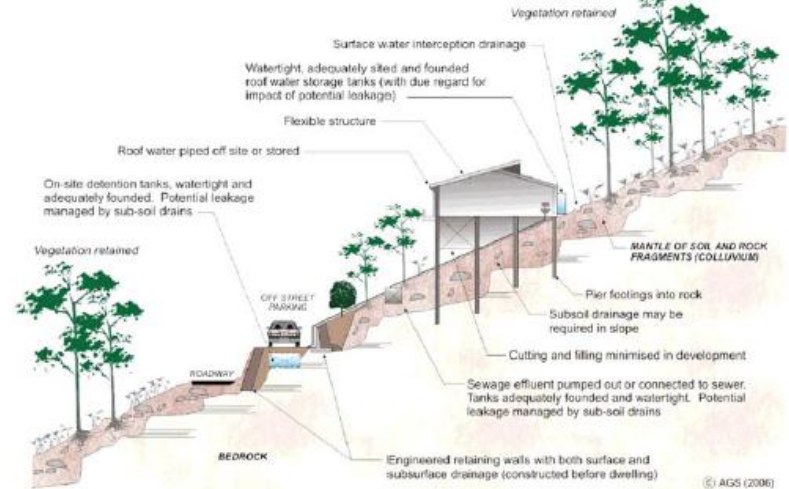 Vegetation retained
Surface water interception drainage
Watertight, adequately sited and founded
roof water storage tanks (with due regard for
impact of potential leakage)
Flexible structure
Roof water piped off site or stored
On-site detention tanks, watertight and
adequately founded. Potential leakage
managed by sub-soil drains
Vegetation retained
MANTLE OF SOIL AND ROCK
FRAGMENTS (COLLUVIUM)
OFF STREET
PARKING
Pier footings into rock
Subsoil drainage may be
required in slope
Cutting and filling minimised in development
ROADWAY
Sewage effluent pumped out or connected to sewer.
Tanks adequately founded and watertight. Potential
leakage managed by sub-soil drains
BEDROCK
Engineered retaining walls with both surface and
subsurface drainage (constructed before dwelling)
© AGS (2006)